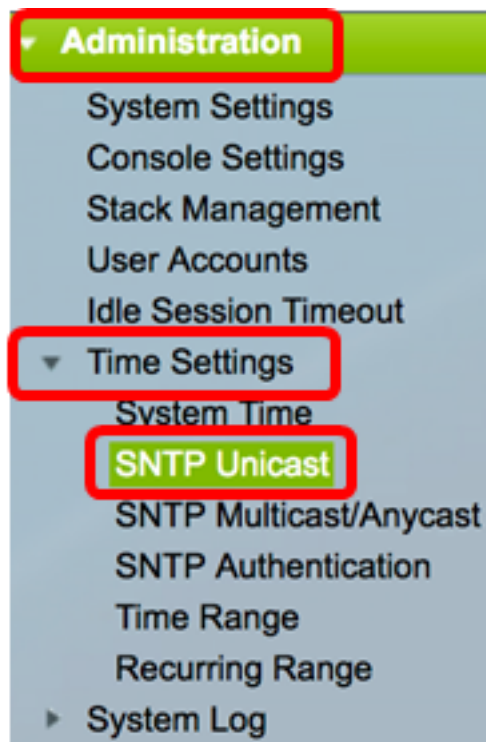 Administration
System Settings
Console Settings
Stack Management
User Accounts
Idle Session Timeout
Time Settings
System Time
SNTP Unicast
SNTP Multicast/Anycast
SNTP Authentication
Time Range
Recurring Range
System Log